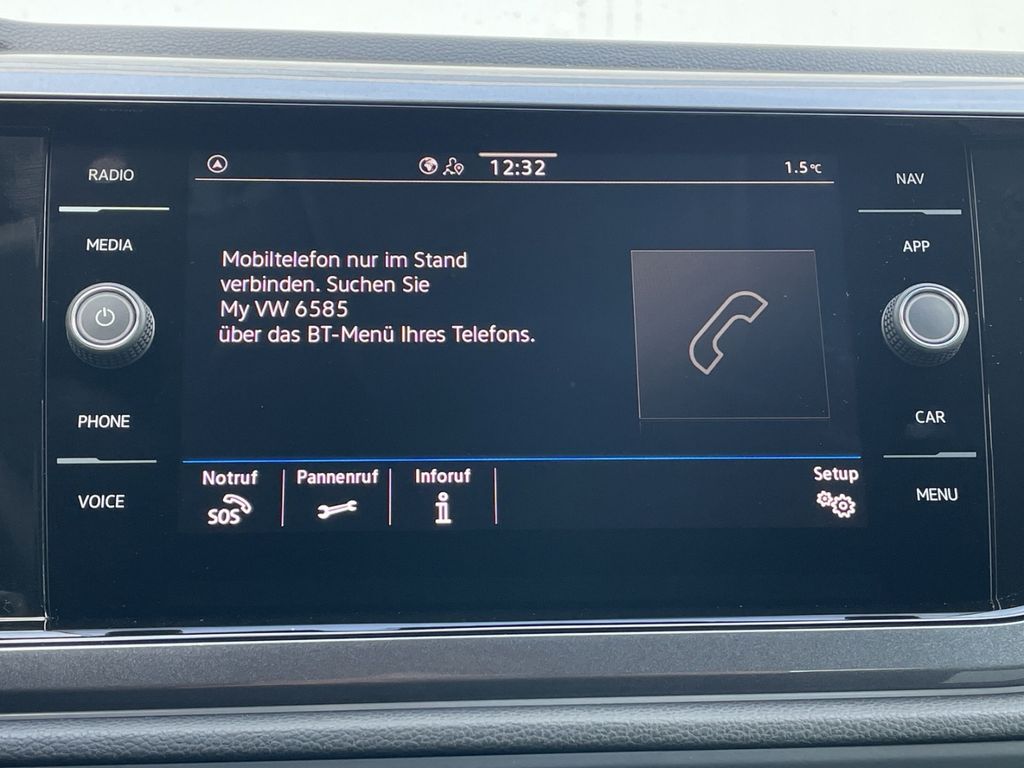 RADIO
MEDIA
PHONE
VOICE
12:32
1.5°C
Mobiltelefon nur im Stand
verbinden. Suchen Sie
My VW 6585
über das BT-Menü Ihres Telefons.
Notruf
SOS
Pannenruf
Inforuf
Setup
NAV
APP
CAR
MENU